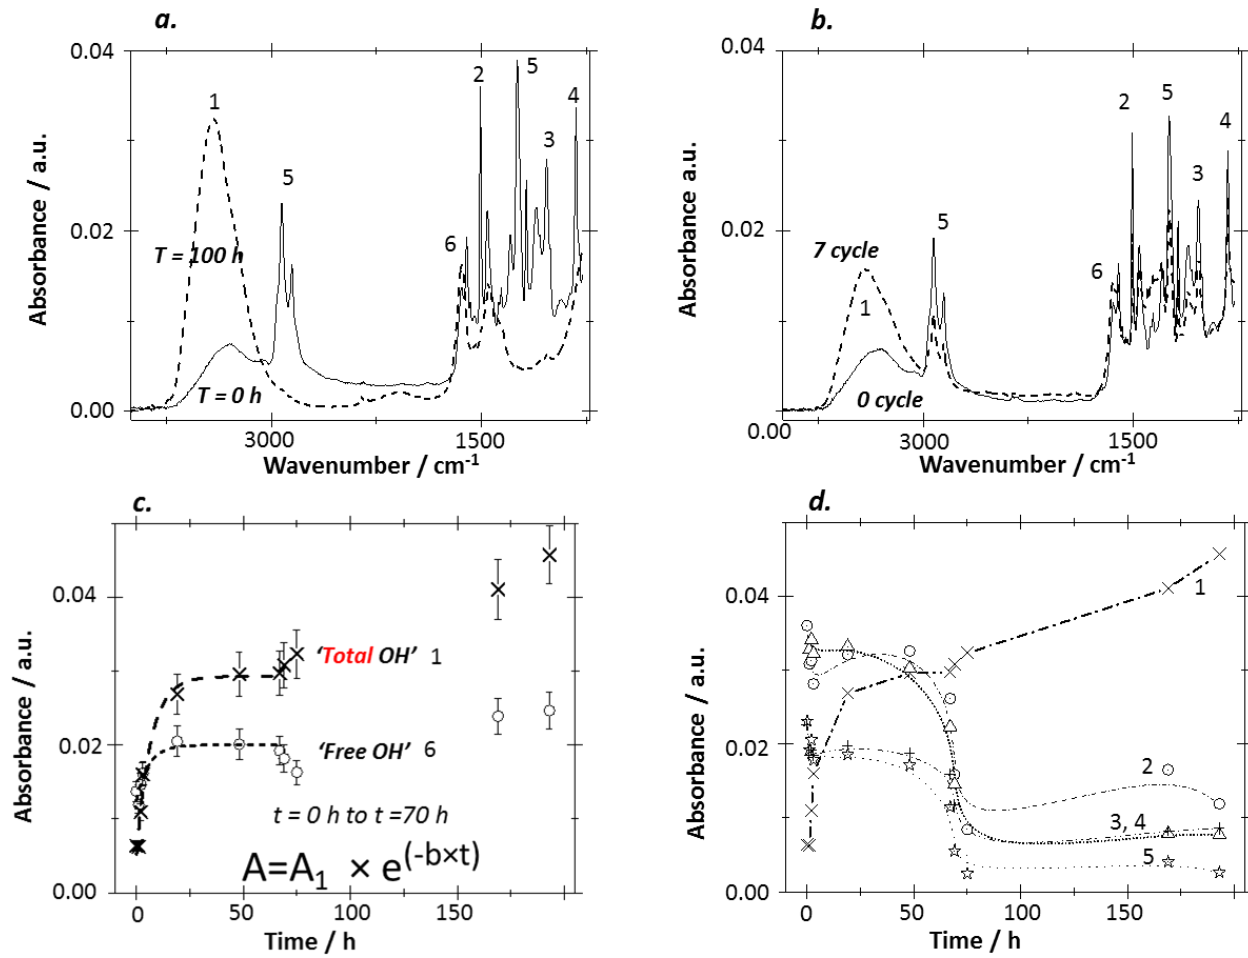 a.
0.04
0.02
0.00
Absorbance / a.u.
1
2
5
4
3
5
6
T = 100 h
T = 0 h
3000
1500
Wavenumber / cm-1
b.
0.04
0.02
0.00
Absorbance a.u.
2
5
4
3
5
6
7 cycle
1
0 cycle
3000
1500
Wavenumber / cm-1
c.
0.04
0.02
0.00
Absorbance / a.u.
'Total OH' 1
'Free OH' 6
t = 0 h to t =70 h
A=A1 × e(-b×t)
0
50
100
150
Time / h
d.
0.04
0.02
0.00
Absorbance / a.u.
1
2
3, 4
5
0
50
100
150
Time / h